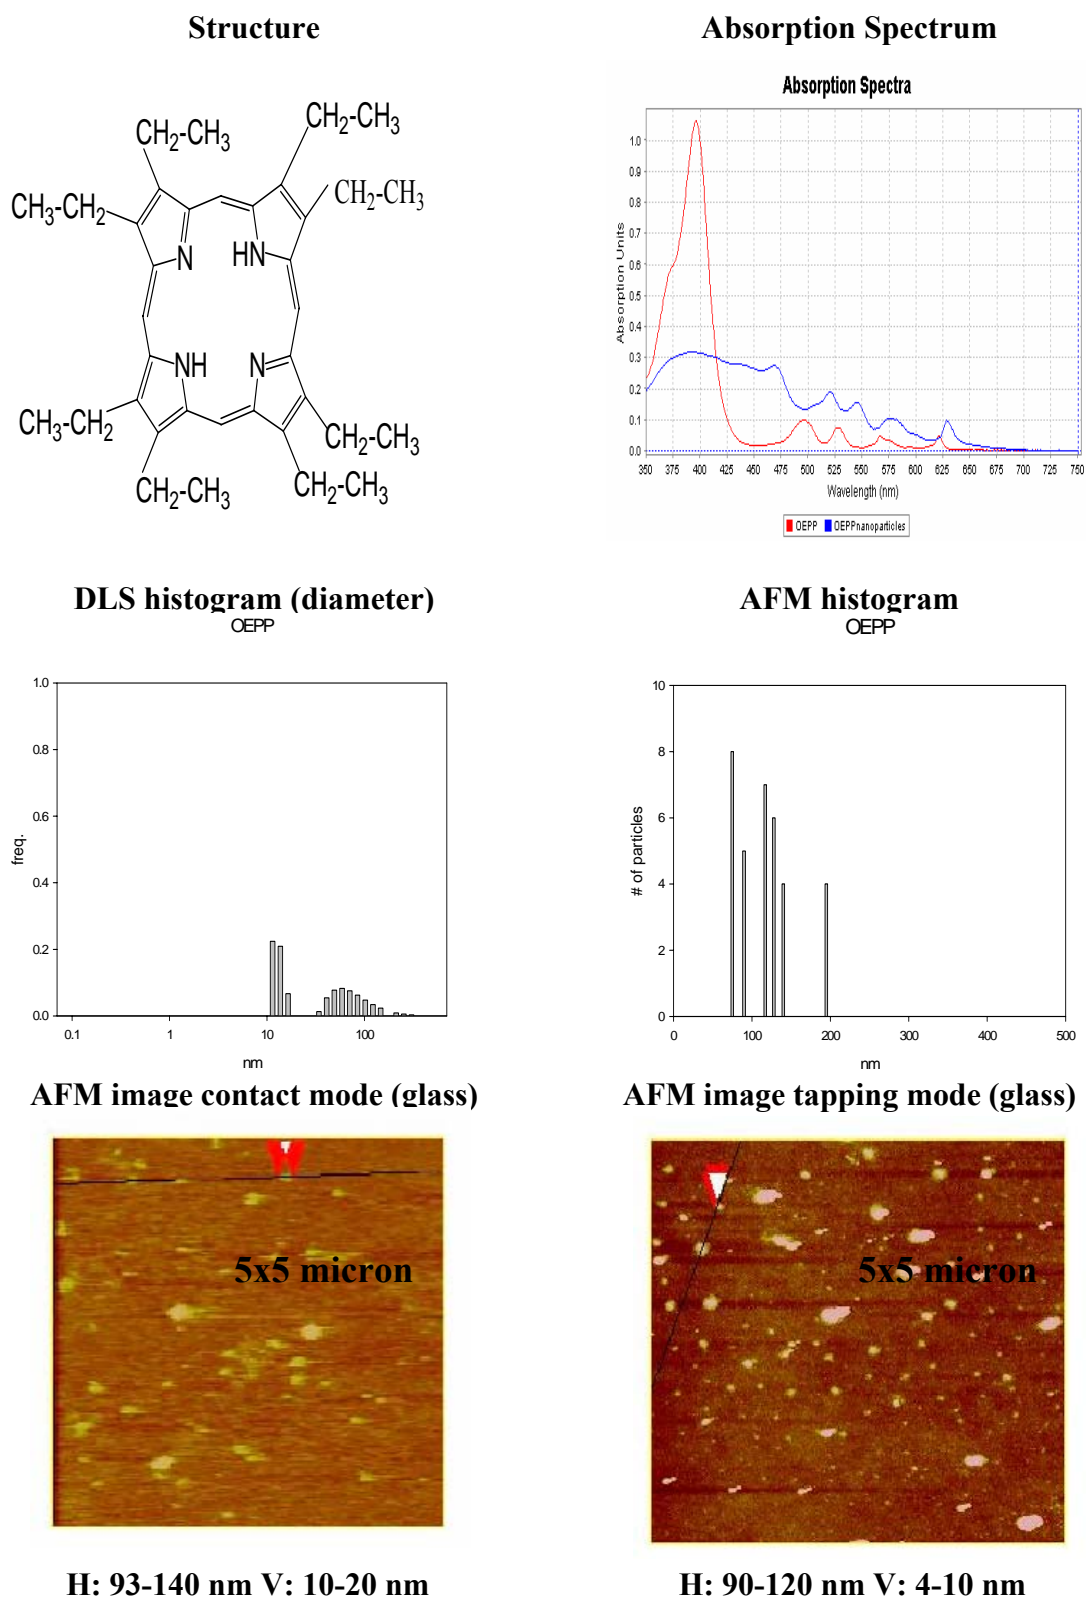 Structure
Absorption Spectrum
CH2-CH3
CH2-CH3
CH3-CH2
CH2-CH3
N
HN
NH
N
CH3-CH2
CH2-CH3
CH2-CH3
CH2-CH3
Absorption Spectra
Absorption Units
1.0
0.9
0.8
0.7
0.6
0.5
0.4
0.3
0.2
0.1
0.0
350 375 400 425 450 475 500 525 550 575 600 625 650 675 700 725 750
Wavelength (nm)
OEPP OEPPnanoparticles
DLS histogram (diameter)
OEPP
freq.
1.0
0.8
0.6
0.4
0.2
0.0
0.1 1 10 100
nm
AFM histogram
OEPP
# of particles
10
8
6
4
2
0
0 100 200 300 400 500
nm
AFM image contact mode (glass)
5x5 micron
H: 93-140 nm V: 10-20 nm
AFM image tapping mode (glass)
5x5 micron
H: 90-120 nm V: 4-10 nm